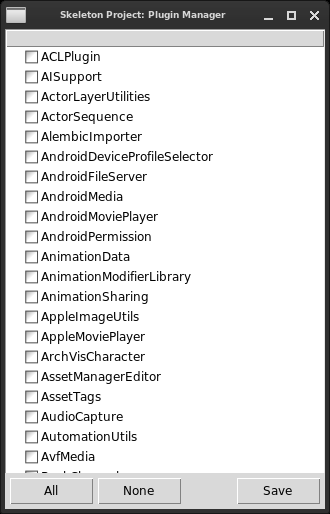 Skeleton Project: Plugin Manager
ACLPlugin
AISupport
ActorLayerUtilities
ActorSequence
AlembicImporter
AndroidDeviceProfileSelector
AndroidFileServer
AndroidMedia
AndroidMoviePlayer
AndroidPermission
AnimationData
AnimationModifierLibrary
AnimationSharing
AppleImageUtils
AppleMoviePlayer
ArchVisCharacter
AssetManagerEditor
AssetTags
AudioCapture
AutomationUtils
AvfMedia
All None Save